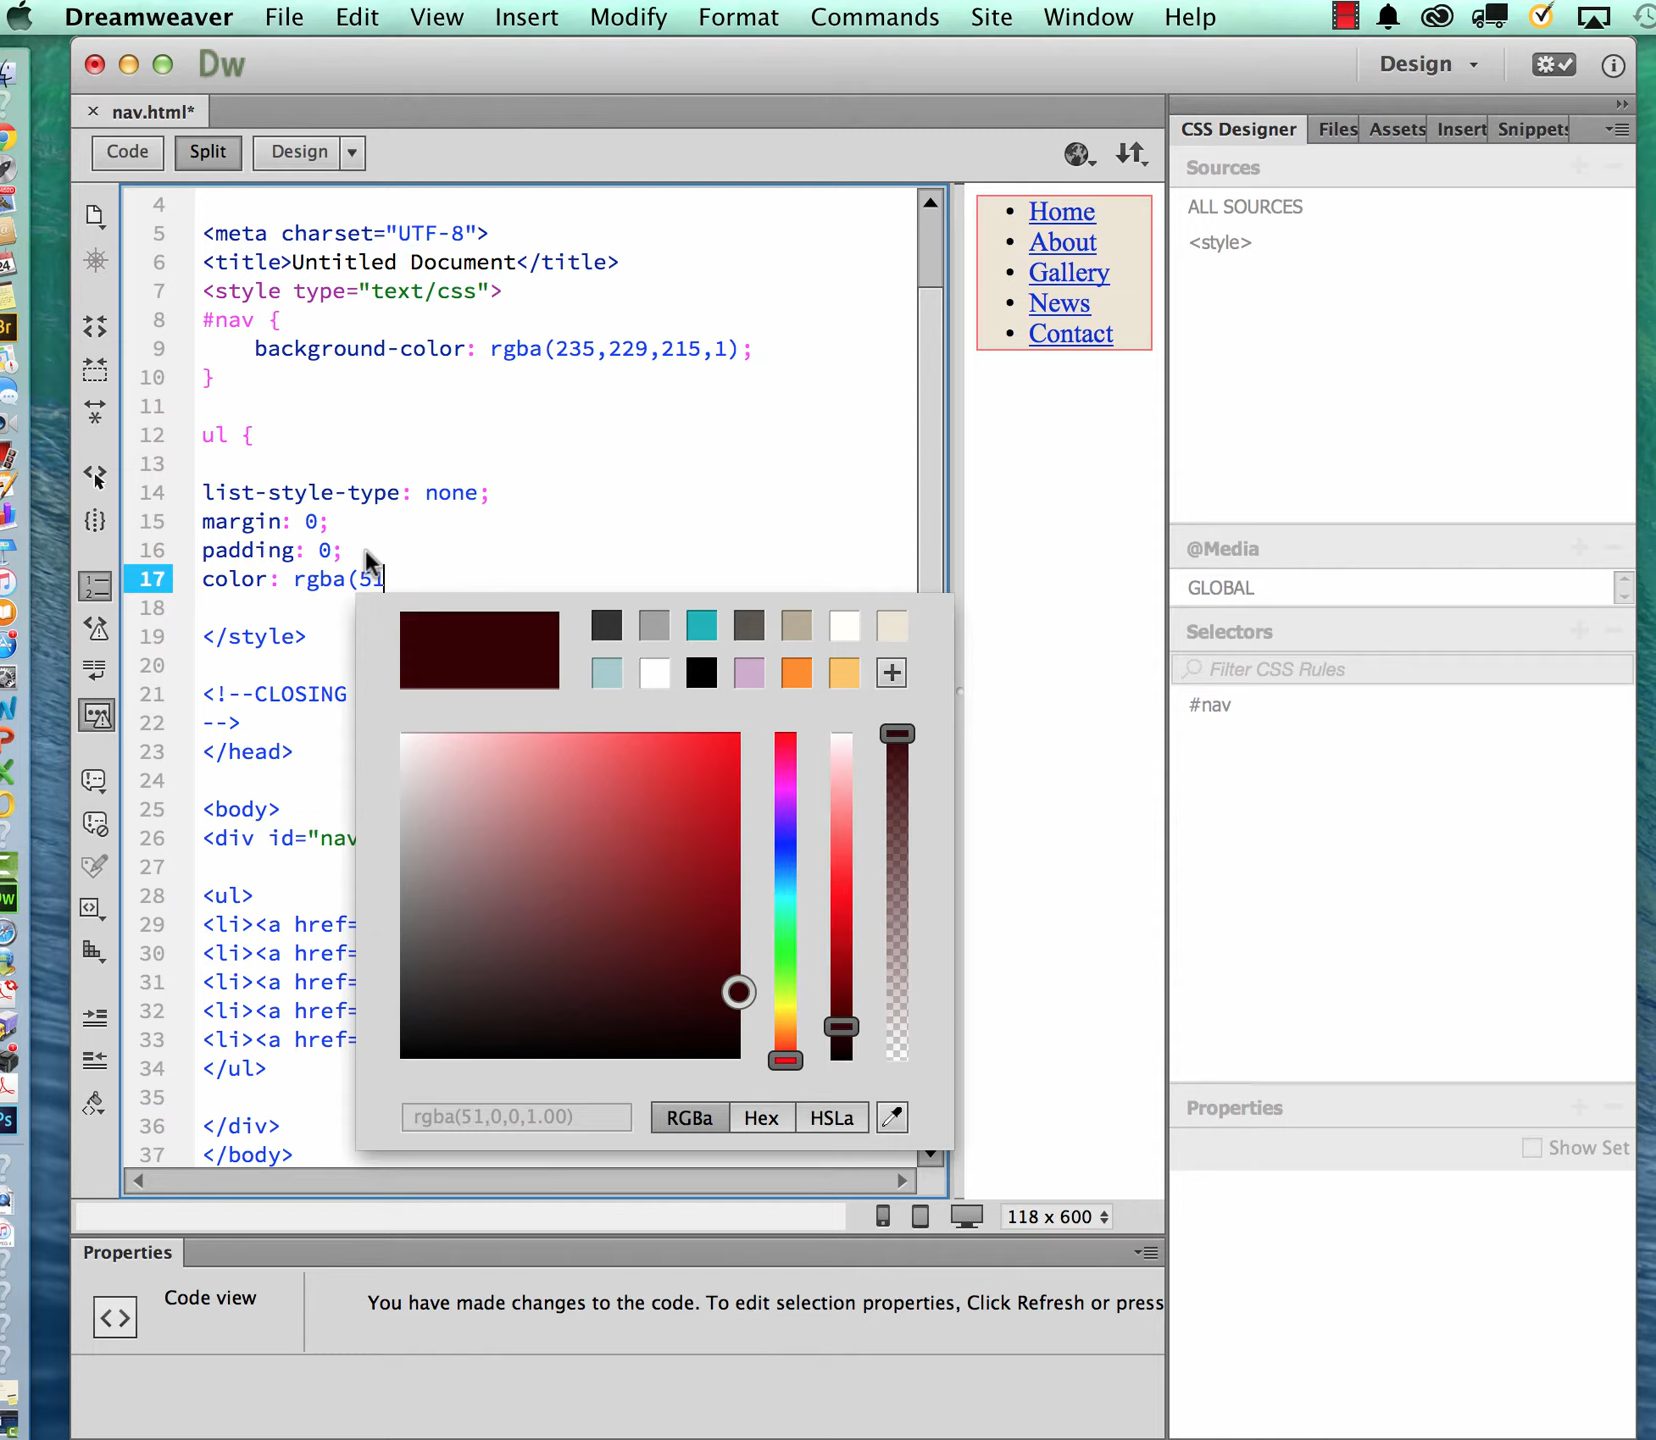 Dreamweaver File Edit View Insert Modify Format Commands Site Window Help
Dw
Design
nav.html*
Code Split Design
4
5 <meta charset="UTF-8">
6 <title>Untitled Document</title>
7 <style type="text/css">
8 #nav {
9 background-color: rgba(235,229,215,1);
10 }
11
12 ul {
13
14 list-style-type: none;
15 margin: 0;
16 padding: 0;
17 color: rgba(51
18
19 </style>
20
21 <!--CLOSING
22 -->
23 </head>
24
25 <body>
26 <div id="nav
27
28 <ul>
29 <li><a href=
30 <li><a href=
31 <li><a href=
32 <li><a href=
33 <li><a href=
34 </ul>
35
36 </div>
37 </body>
rgba(51,0,0,1.00)
RGBa Hex HSLa
• Home
• About
• Gallery
• News
• Contact
118 x 600
Properties
Code view
You have made changes to the code. To edit selection properties, Click Refresh or press
CSS Designer Files Assets Insert Snippets
Sources
ALL SOURCES
<style>
@Media
GLOBAL
Selectors
Filter CSS Rules
#nav
Properties
Show Set